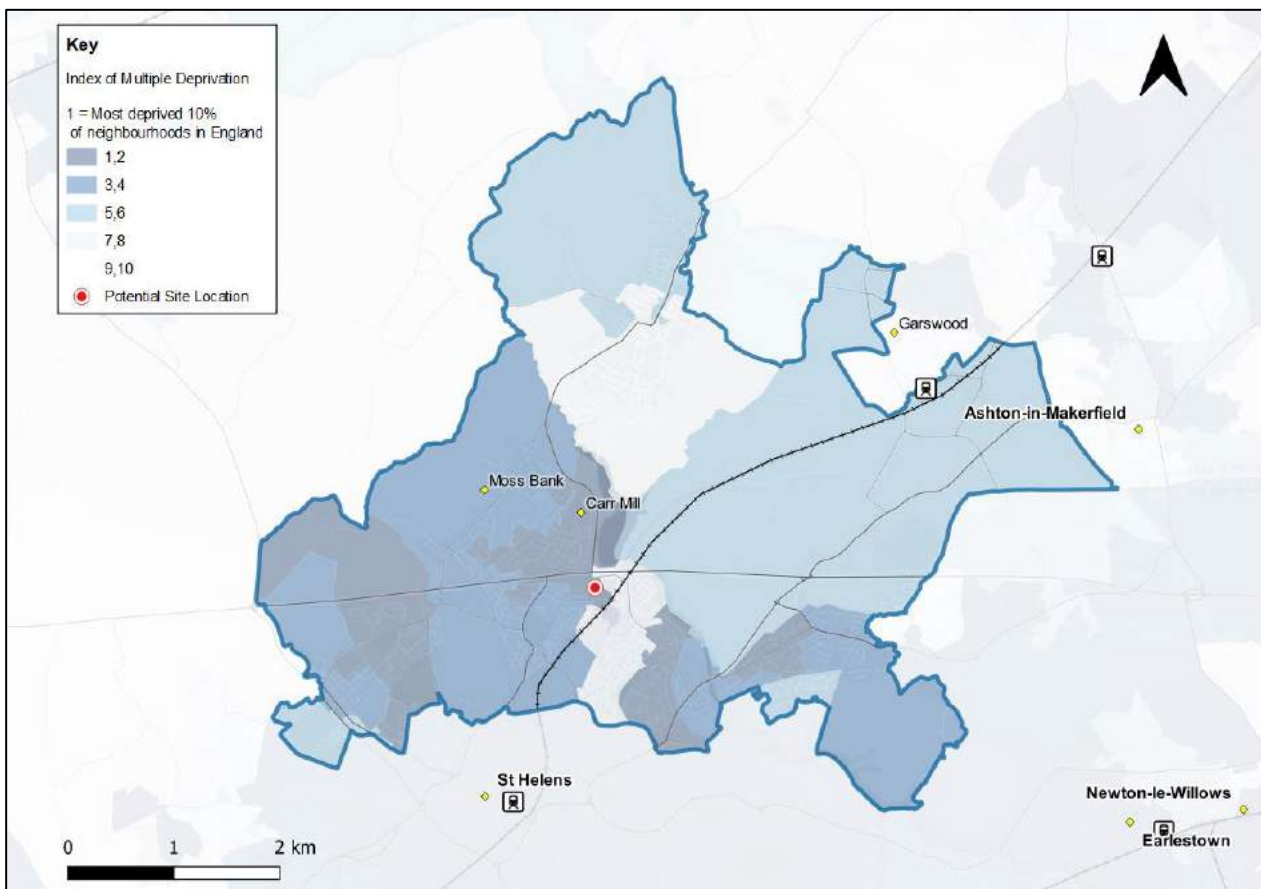 Key
Index of Multiple Deprivation
1 = Most deprived 10%
of neighbourhoods in England
1,2
3,4
5,6
7,8
9,10
Potential Site Location
Garswood
Ashton-in-Makerfield
Moss Bank
Carr Mill
St Helens
Newton-le-Willows
Earlestown
0 1 2 km